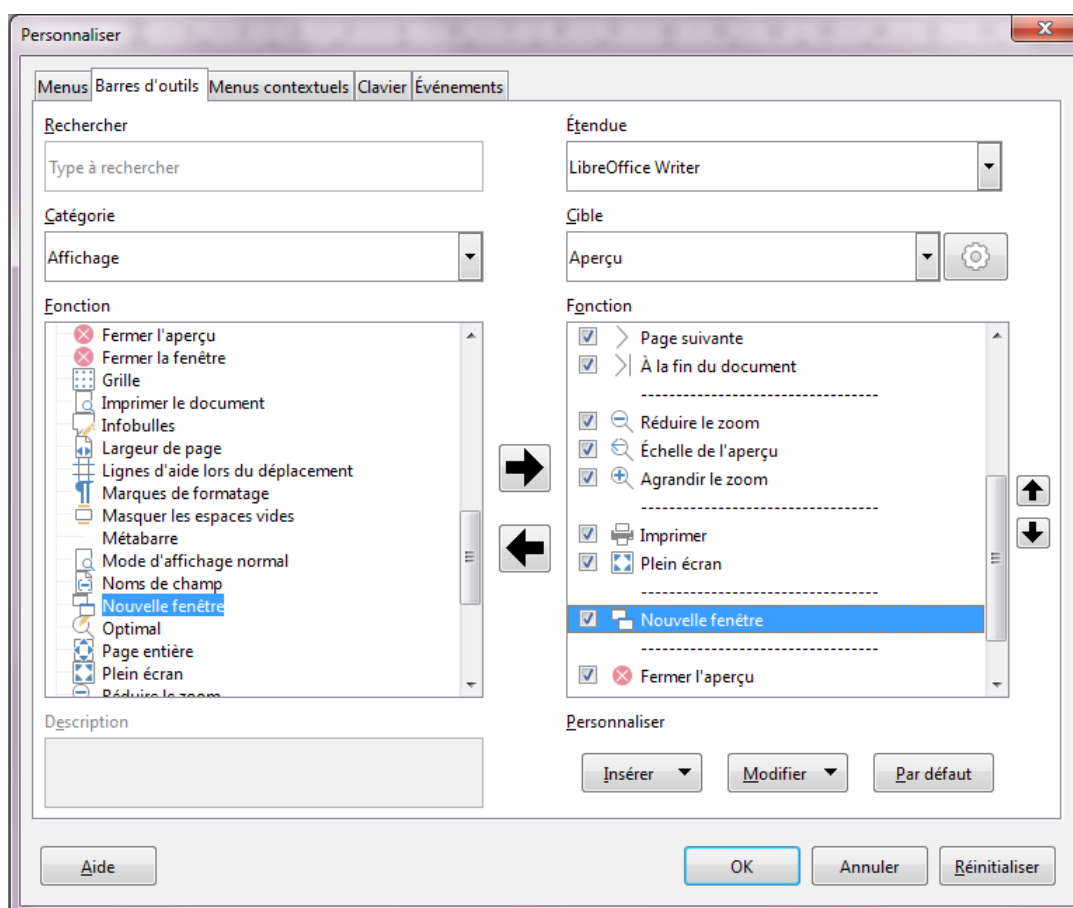 Personnaliser
x
Menus Barres d'outils Menus contextuels Clavier Événements
Rechercher
Type à rechercher
Catégorie
Affichage
Fonction
Fermer l'aperçu
Fermer la fenêtre
Grille
Imprimer le document
Infobulles
Largeur de page
Lignes d'aide lors du déplacement
Marques de formatage
Masquer les espaces vides
Métabarre
Mode d'affichage normal
Noms de champ
Nouvelle fenêtre
Optimal
Page entière
Plein écran
Réduire le zoom
Description
Étendue
LibreOffice Writer
Cible
Aperçu
Fonction
Page suivante
À la fin du document
----------------------------------
Réduire le zoom
Échelle de l'aperçu
Agrandir le zoom
----------------------------------
Imprimer
Plein écran
----------------------------------
Nouvelle fenêtre
----------------------------------
Fermer l'aperçu
Personnaliser
Insérer Modifier Par défaut
Aide OK Annuler Réinitialiser